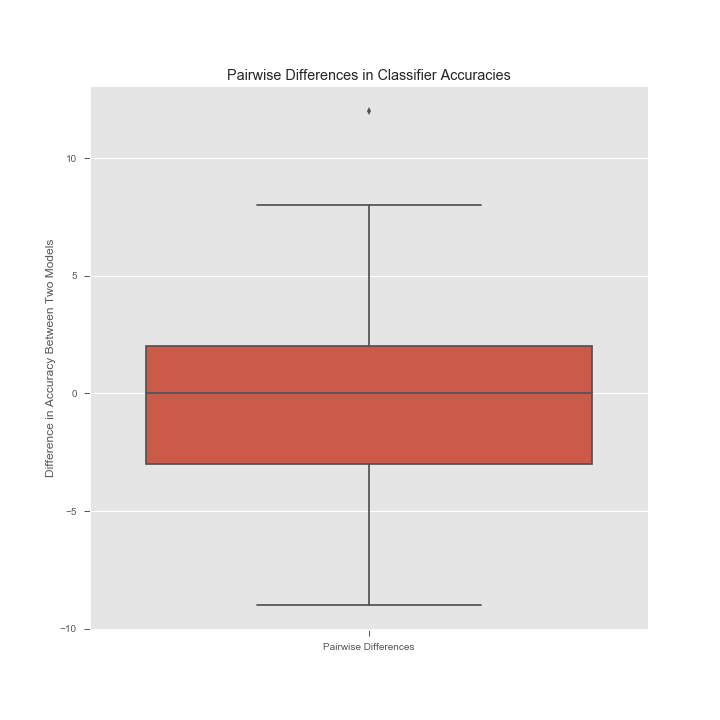 Pairwise Differences in Classifier Accuracies
Difference in Accuracy Between Two Models
10
5
0
−5
−10
Pairwise Differences